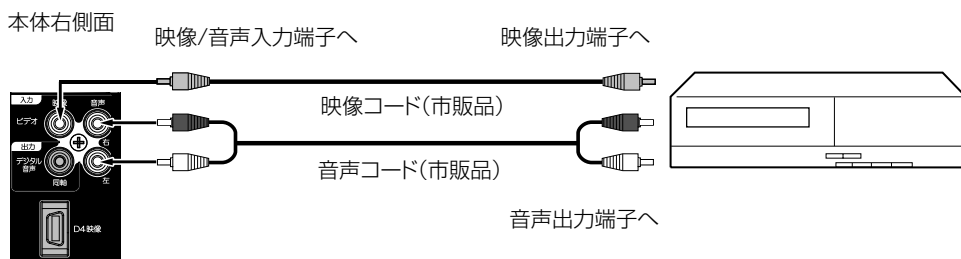 本体右側面
映像/音声入力端子へ
映像出力端子へ
入力
映像
音声
ビデオ
出力
右
デジタル
音声
同軸
左
D4映像
映像コード(市販品)
音声コード(市販品)
音声出力端子へ